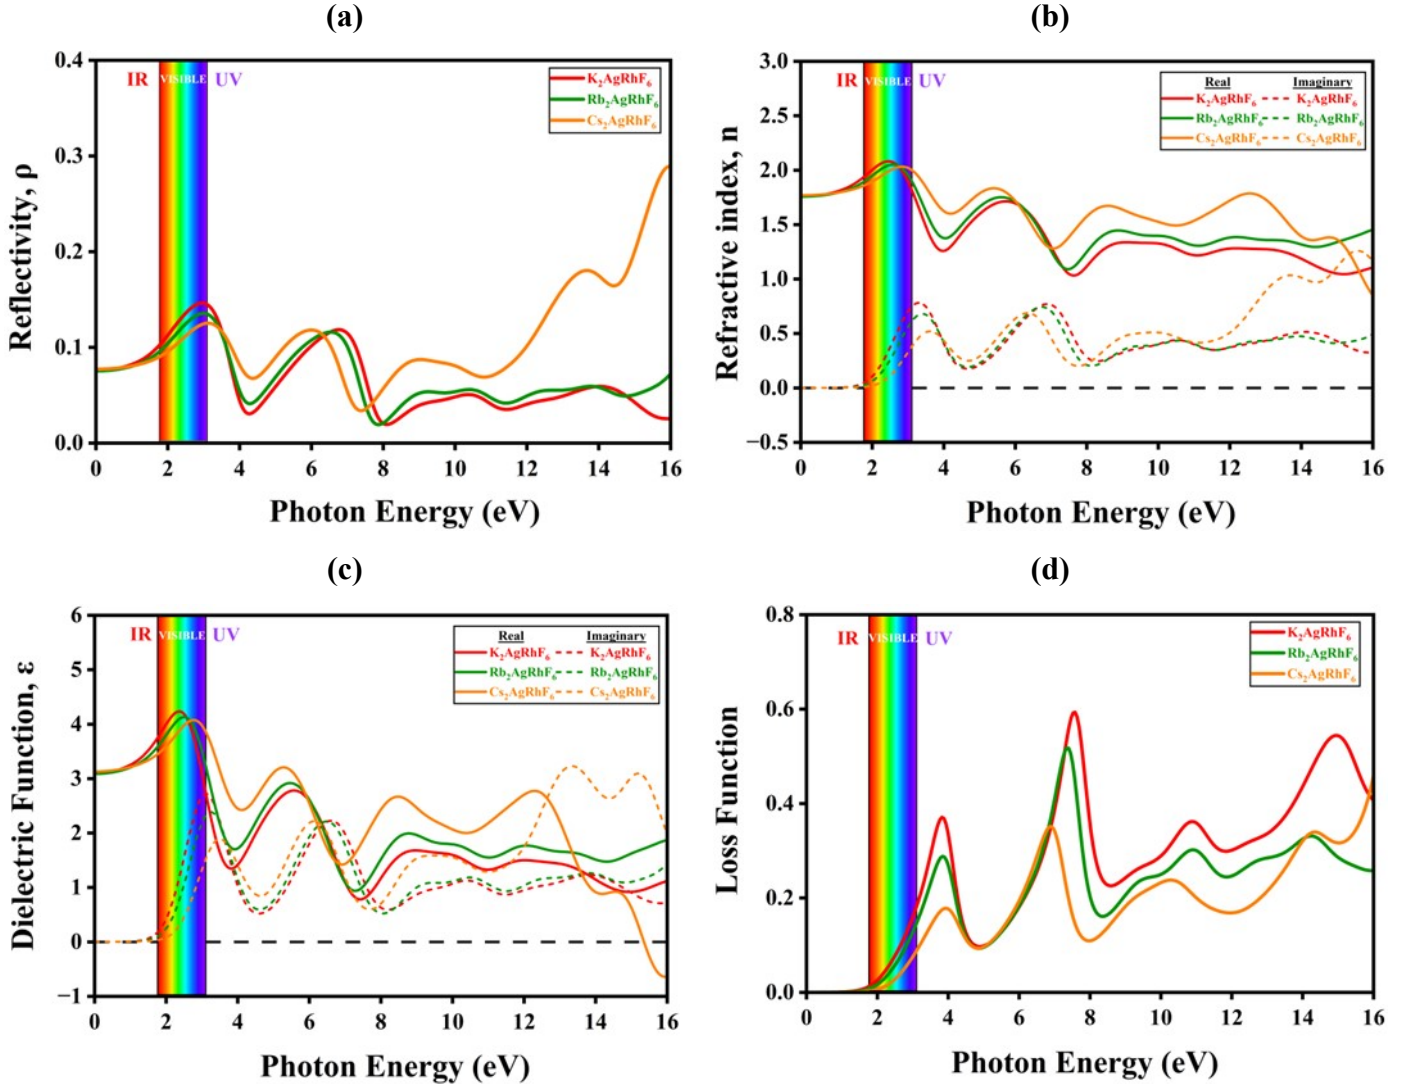 (a)
Reflectivity, ρ
0.4
0.3
0.2
0.1
0.0
IR VISIBLE UV
K₂AgRhF₆
Rb₂AgRhF₆
Cs₂AgRhF₆
0 2 4 6 8 10 12 14 16
Photon Energy (eV)
(b)
Refractive index, n
3.0
2.5
2.0
1.5
1.0
0.5
0.0
−0.5
IR VISIBLE UV
Real Imaginary
K₂AgRhF₆ K₂AgRhF₆
Rb₂AgRhF₆ Rb₂AgRhF₆
Cs₂AgRhF₆ Cs₂AgRhF₆
0 2 4 6 8 10 12 14 16
Photon Energy (eV)
(c)
Dielectric Function, ε
6
5
4
3
2
1
0
−1
IR VISIBLE UV
Real Imaginary
K₂AgRhF₆ K₂AgRhF₆
Rb₂AgRhF₆ Rb₂AgRhF₆
Cs₂AgRhF₆ Cs₂AgRhF₆
0 2 4 6 8 10 12 14 16
Photon Energy (eV)
(d)
Loss Function
0.8
0.6
0.4
0.2
0.0
IR VISIBLE UV
K₂AgRhF₆
Rb₂AgRhF₆
Cs₂AgRhF₆
0 2 4 6 8 10 12 14 16
Photon Energy (eV)